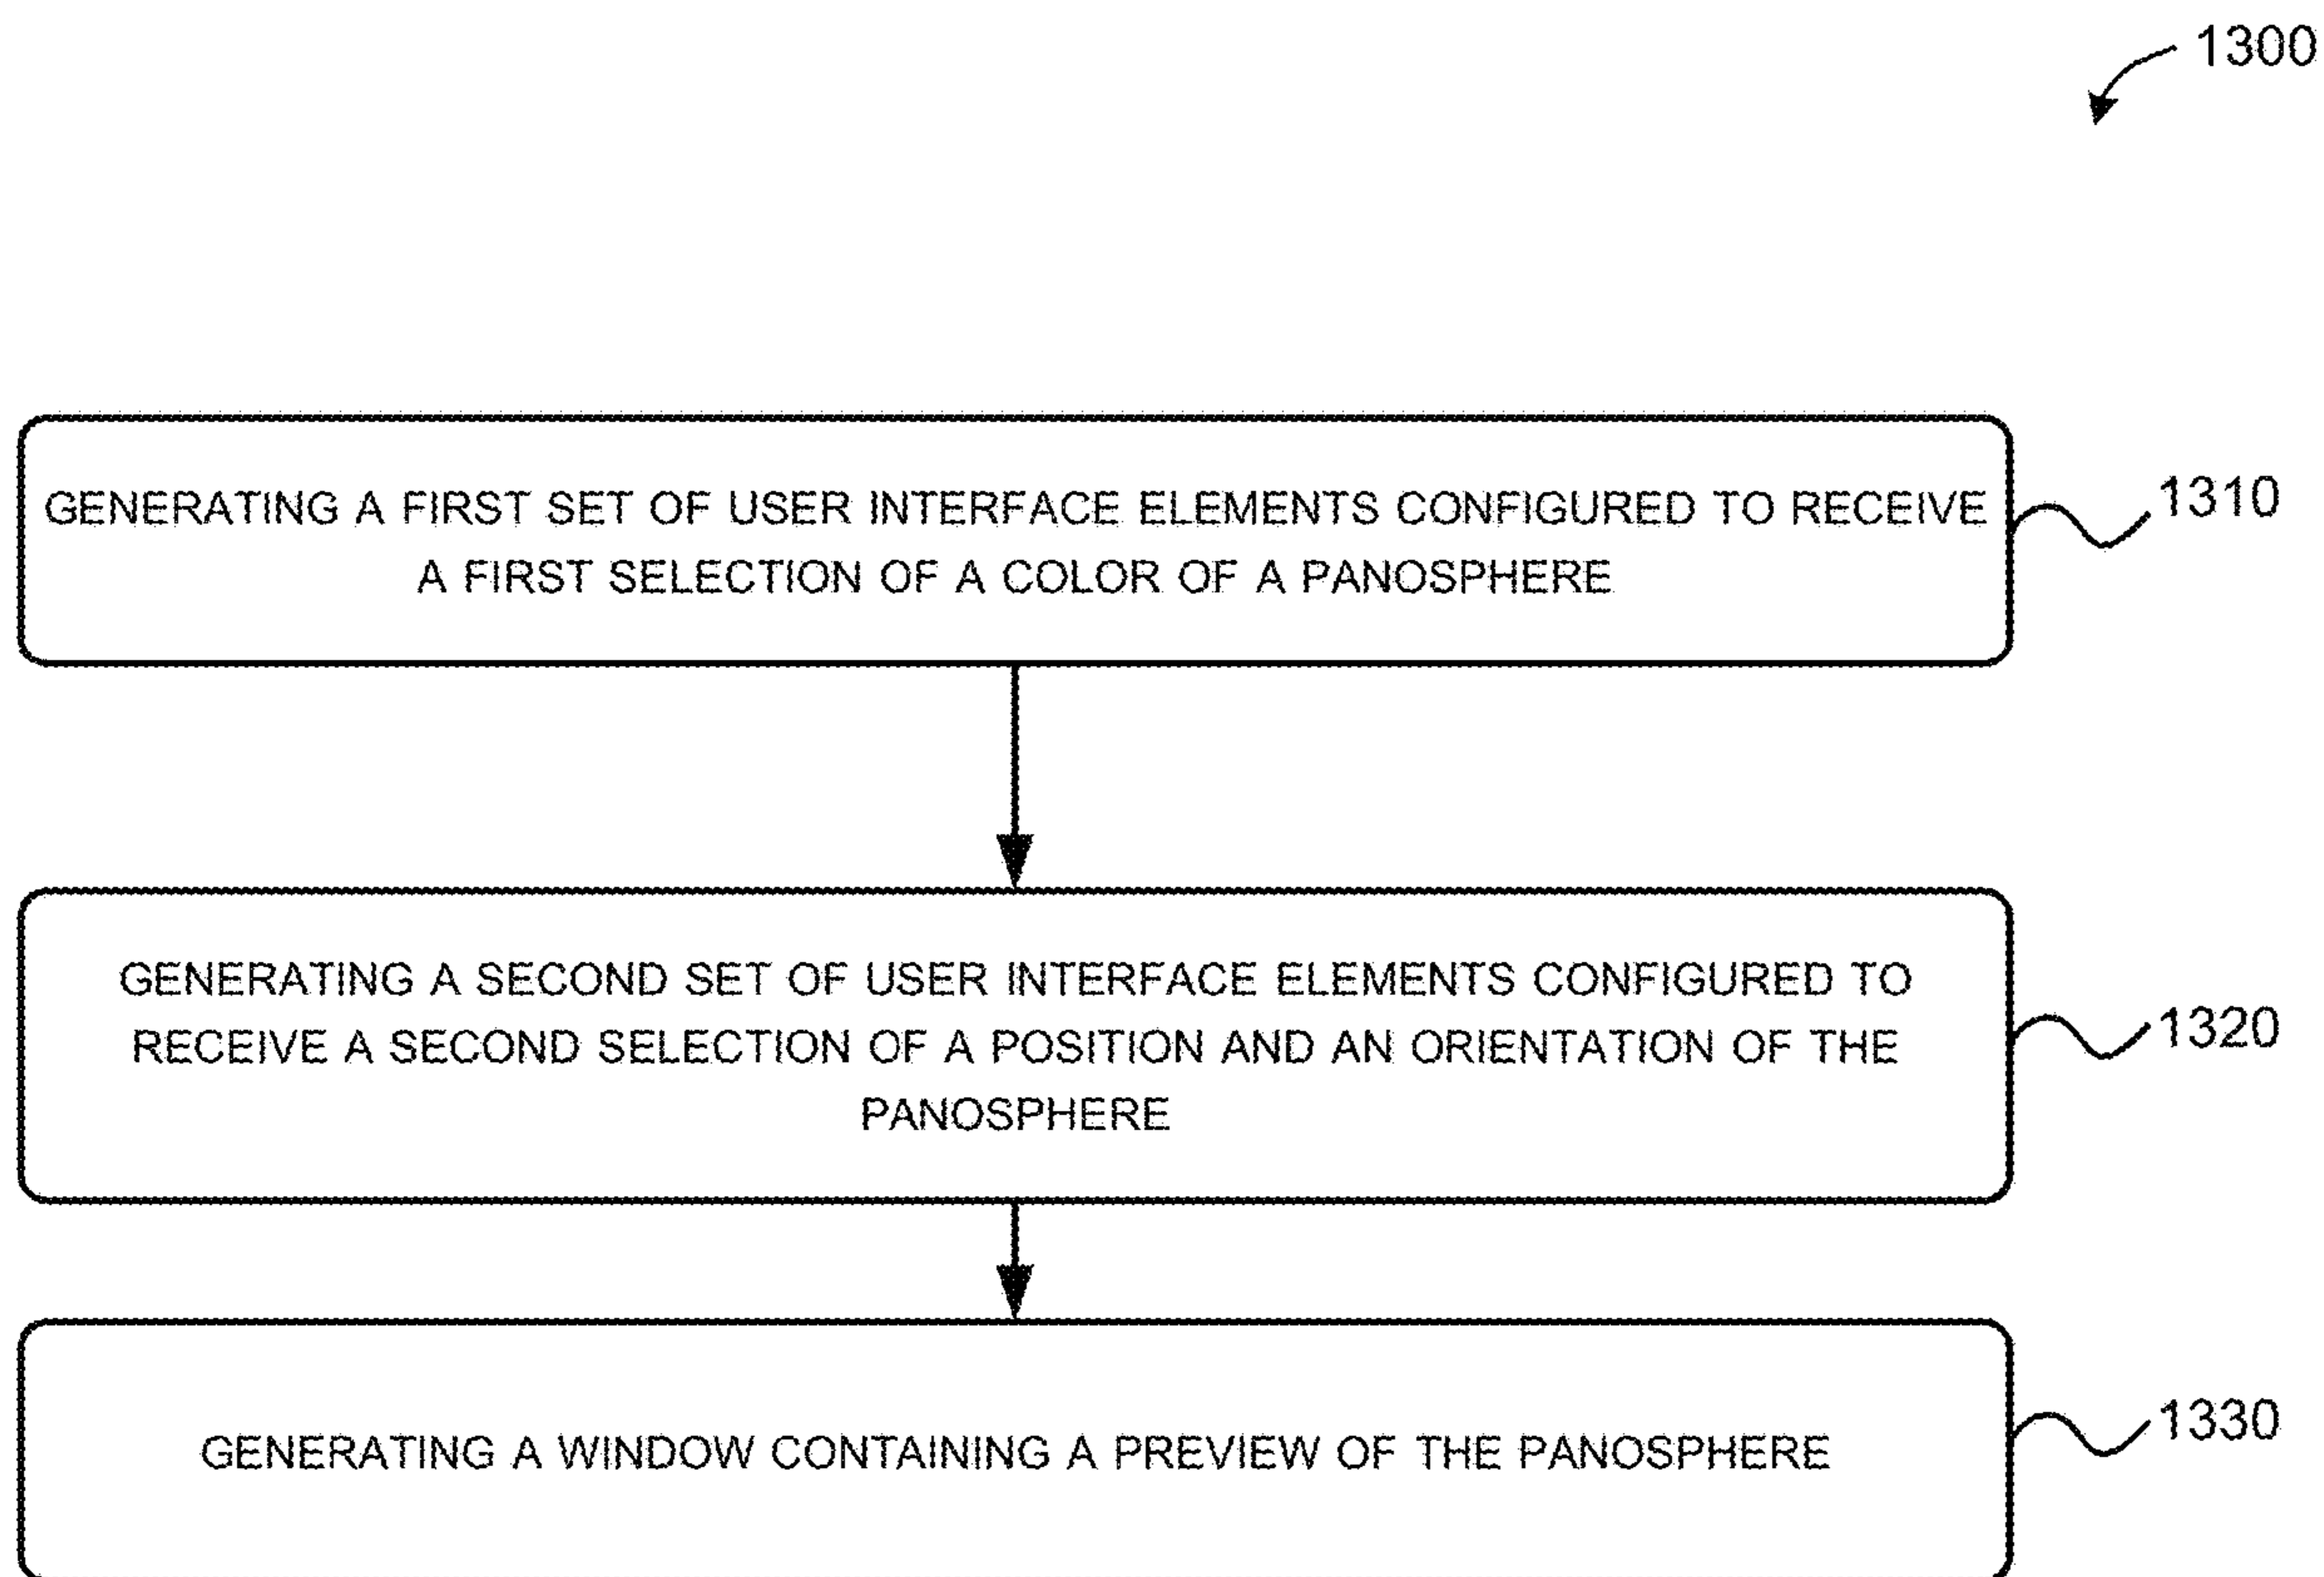 1300
GENERATING A FIRST SET OF USER INTERFACE ELEMENTS CONFIGURED TO RECEIVE
A FIRST SELECTION OF A COLOR OF A PANOSPHERE
1310
GENERATING A SECOND SET OF USER INTERFACE ELEMENTS CONFIGURED TO
RECEIVE A SECOND SELECTION OF A POSITION AND AN ORIENTATION OF THE
PANOSPHERE
1320
GENERATING A WINDOW CONTAINING A PREVIEW OF THE PANOSPHERE
1330